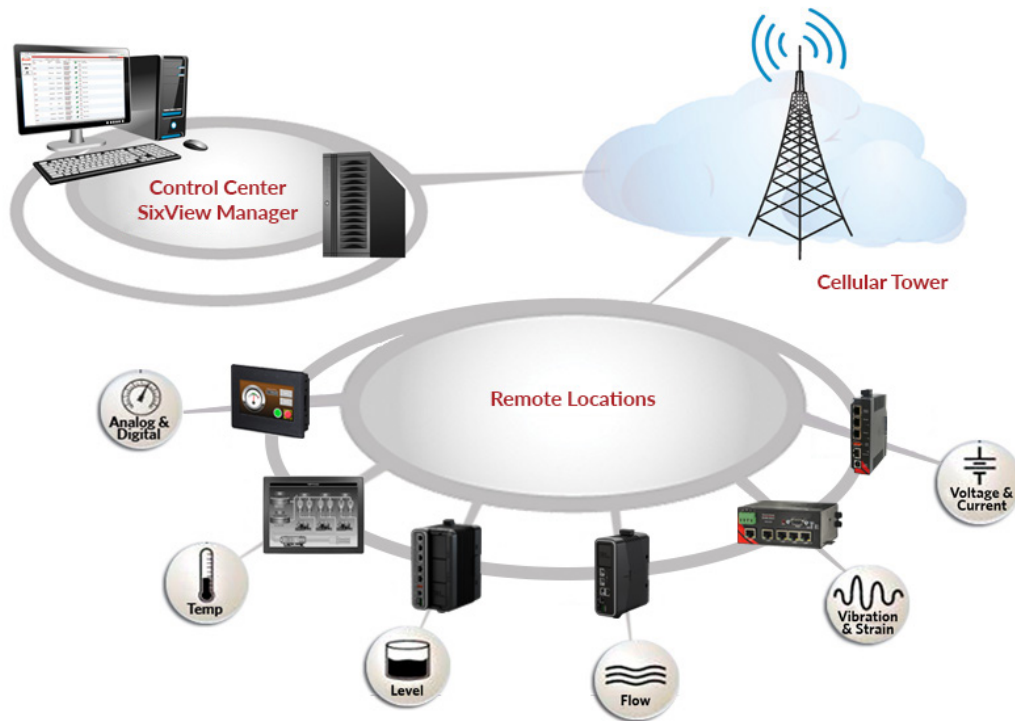 Control Center
SixView Manager
Cellular Tower
Remote Locations
Analog &
Digital
Voltage &
Current
Temp
Vibration
& Strain
Level
Flow